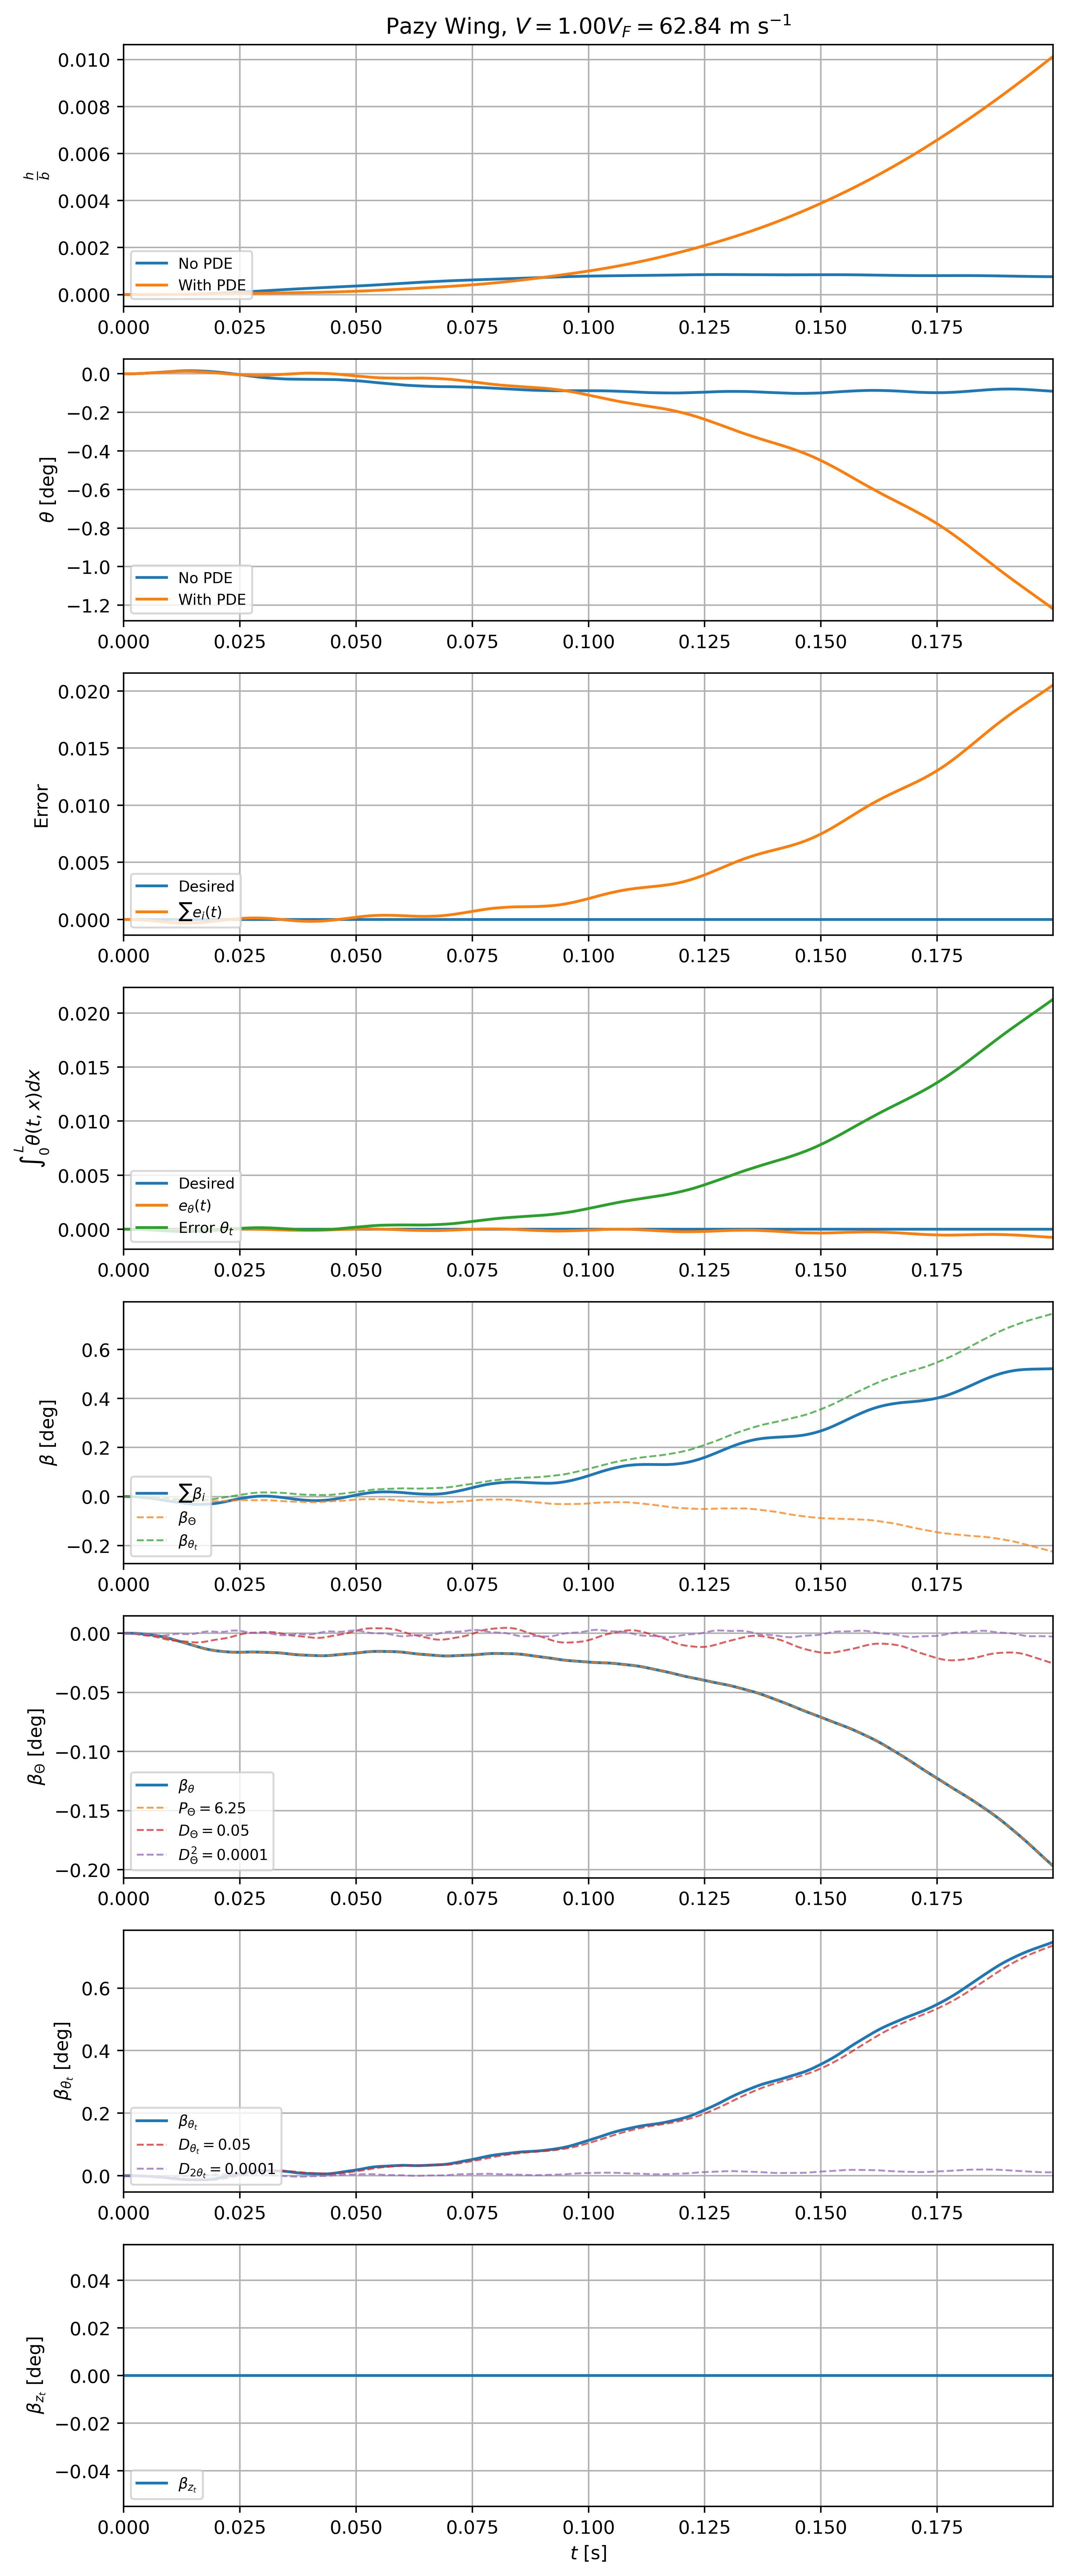 Pazy Wing, V = 1.00V_F = 62.84 m s⁻¹
h/b
0.010
0.008
0.006
0.004
0.002
0.000
No PDE
With PDE
0.000 0.025 0.050 0.075 0.100 0.125 0.150 0.175
θ [deg]
0.0
−0.2
−0.4
−0.6
−0.8
−1.0
−1.2
No PDE
With PDE
0.000 0.025 0.050 0.075 0.100 0.125 0.150 0.175
Error
0.020
0.015
0.010
0.005
0.000
Desired
∑e_i(t)
0.000 0.025 0.050 0.075 0.100 0.125 0.150 0.175
∫₀ᴸ θ(t, x)dx
0.020
0.015
0.010
0.005
0.000
Desired
e_θ(t)
Error θ_t
0.000 0.025 0.050 0.075 0.100 0.125 0.150 0.175
β [deg]
0.6
0.4
0.2
0.0
−0.2
∑β_i
β_Θ
β_θ_t
0.000 0.025 0.050 0.075 0.100 0.125 0.150 0.175
β_Θ [deg]
0.00
−0.05
−0.10
−0.15
−0.20
β_θ
P_Θ = 6.25
D_Θ = 0.05
D²_Θ = 0.0001
0.000 0.025 0.050 0.075 0.100 0.125 0.150 0.175
β_θ_t [deg]
0.6
0.4
0.2
0.0
β_θ_t
D_θ_t = 0.05
D_2θ_t = 0.0001
0.000 0.025 0.050 0.075 0.100 0.125 0.150 0.175
β_z_t [deg]
0.04
0.02
0.00
−0.02
−0.04
β_z_t
0.000 0.025 0.050 0.075 0.100 0.125 0.150 0.175
t [s]